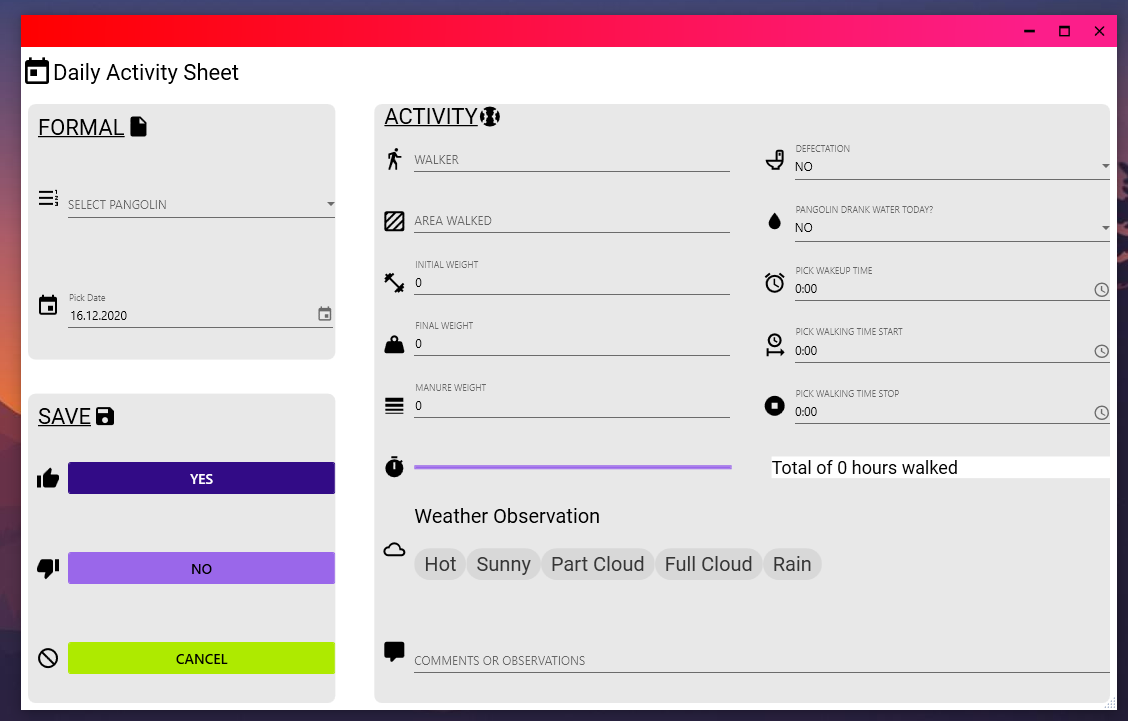 Daily Activity Sheet
FORMAL
SELECT PANGOLIN
Pick Date
16.12.2020
SAVE
YES
NO
CANCEL
ACTIVITY
WALKER
AREA WALKED
INITIAL WEIGHT
0
FINAL WEIGHT
0
MANURE WEIGHT
0
DEFECTATION
NO
PANGOLIN DRANK WATER TODAY?
NO
PICK WAKEUP TIME
0:00
PICK WALKING TIME START
0:00
PICK WALKING TIME STOP
0:00
Total of 0 hours walked
Weather Observation
Hot Sunny Part Cloud Full Cloud Rain
COMMENTS OR OBSERVATIONS